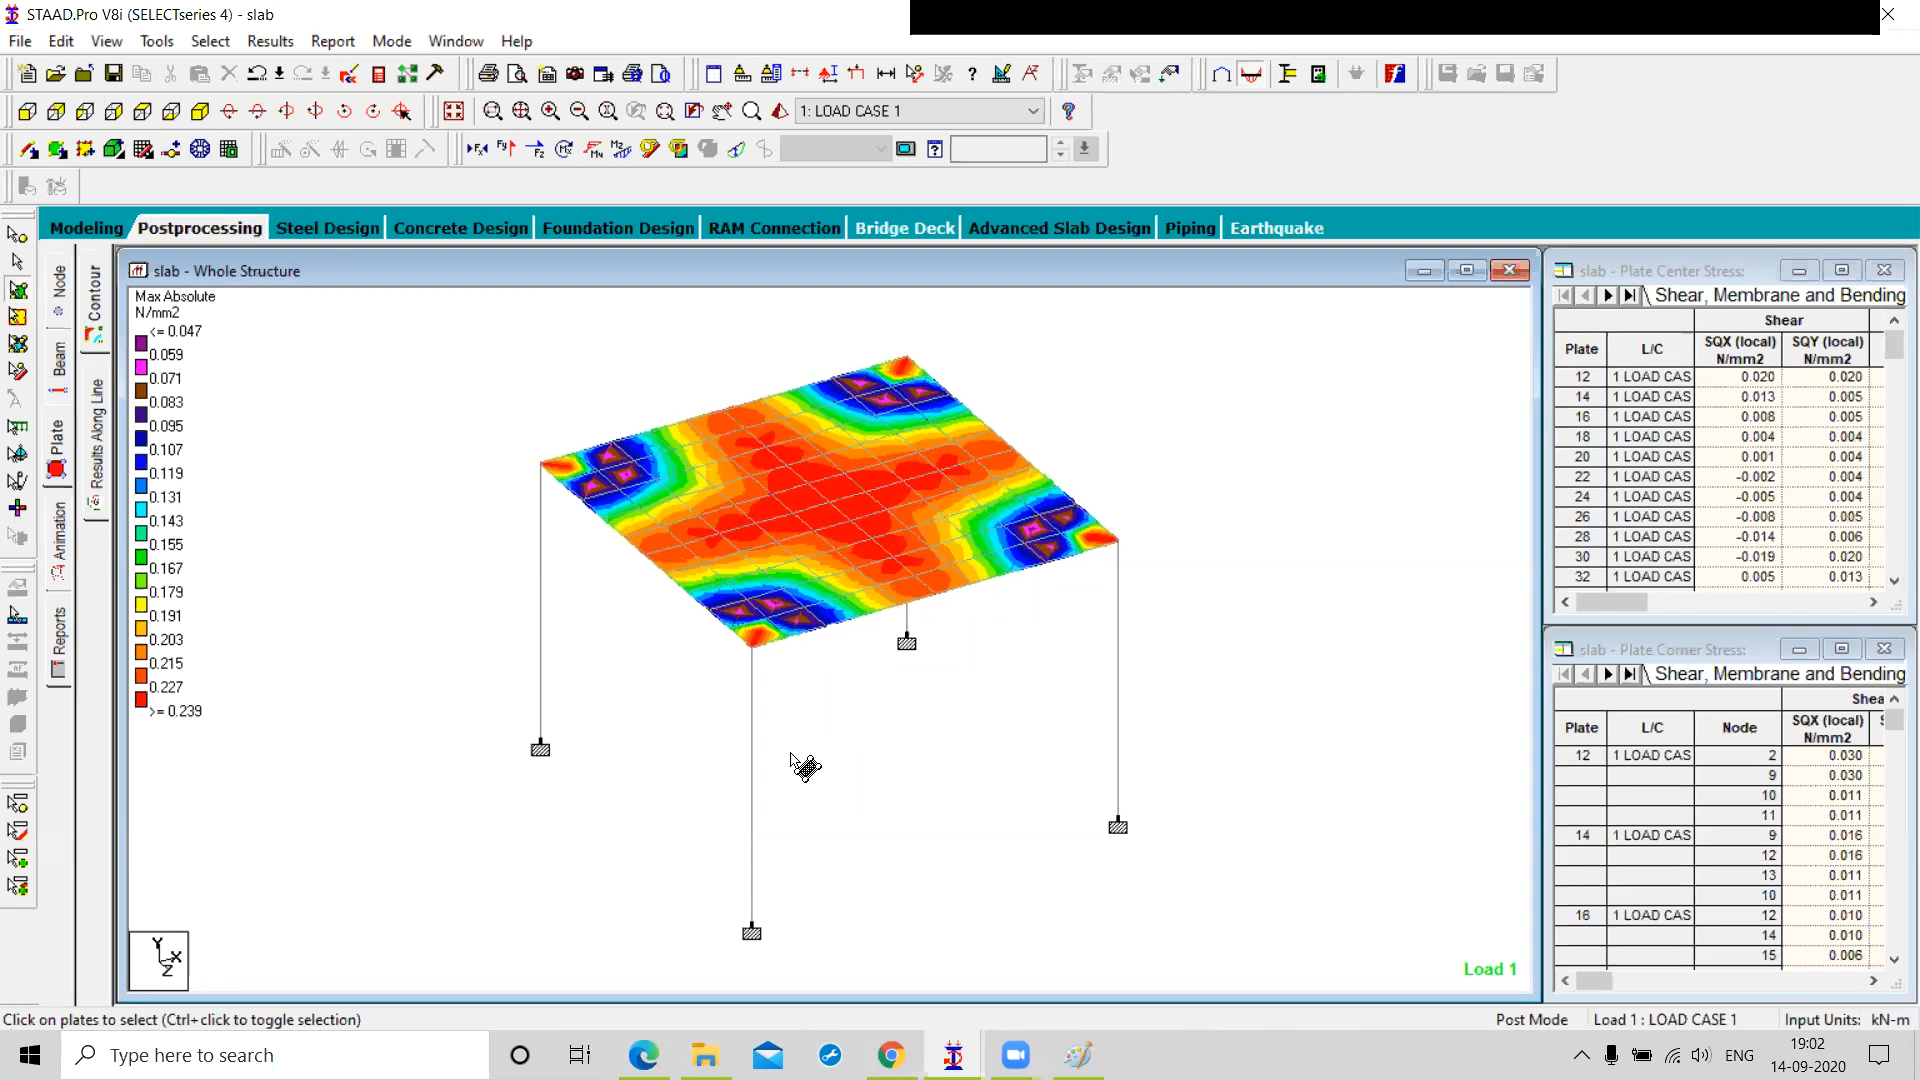 STAAD.Pro V8i (SELECTseries 4) - slab
File Edit View Tools Select Results Report Mode Window Help
1: LOAD CASE 1
Modeling Postprocessing Steel Design Concrete Design Foundation Design RAM Connection Bridge Deck Advanced Slab Design Piping Earthquake
Node
Beam
Plate
Animation
Reports
Contour
Results Along Line
slab - Whole Structure
Max Absolute
N/mm2
<= 0.047
0.059
0.071
0.083
0.095
0.107
0.119
0.131
0.143
0.155
0.167
0.179
0.191
0.203
0.215
0.227
>= 0.239
Y
X
Z
Load 1
slab - Plate Center Stress:
Shear, Membrane and Bending
Shear
Plate L/C SQX (local) N/mm2 SQY (local) N/mm2
12 1 LOAD CAS 0.020 0.020
14 1 LOAD CAS 0.013 0.005
16 1 LOAD CAS 0.008 0.005
18 1 LOAD CAS 0.004 0.004
20 1 LOAD CAS 0.001 0.004
22 1 LOAD CAS -0.002 0.004
24 1 LOAD CAS -0.005 0.004
26 1 LOAD CAS -0.008 0.005
28 1 LOAD CAS -0.014 0.006
30 1 LOAD CAS -0.019 0.020
32 1 LOAD CAS 0.005 0.013
slab - Plate Corner Stress:
Shear, Membrane and Bending
Shea
Plate L/C Node SQX (local) N/mm2
12 1 LOAD CAS 2 0.030
9 0.030
10 0.011
11 0.011
14 1 LOAD CAS 9 0.016
12 0.016
13 0.011
10 0.011
16 1 LOAD CAS 12 0.010
14 0.010
15 0.006
Click on plates to select (Ctrl+click to toggle selection)
Post Mode Load 1 : LOAD CASE 1 Input Units: kN-m
Type here to search
ENG
19:02
14-09-2020